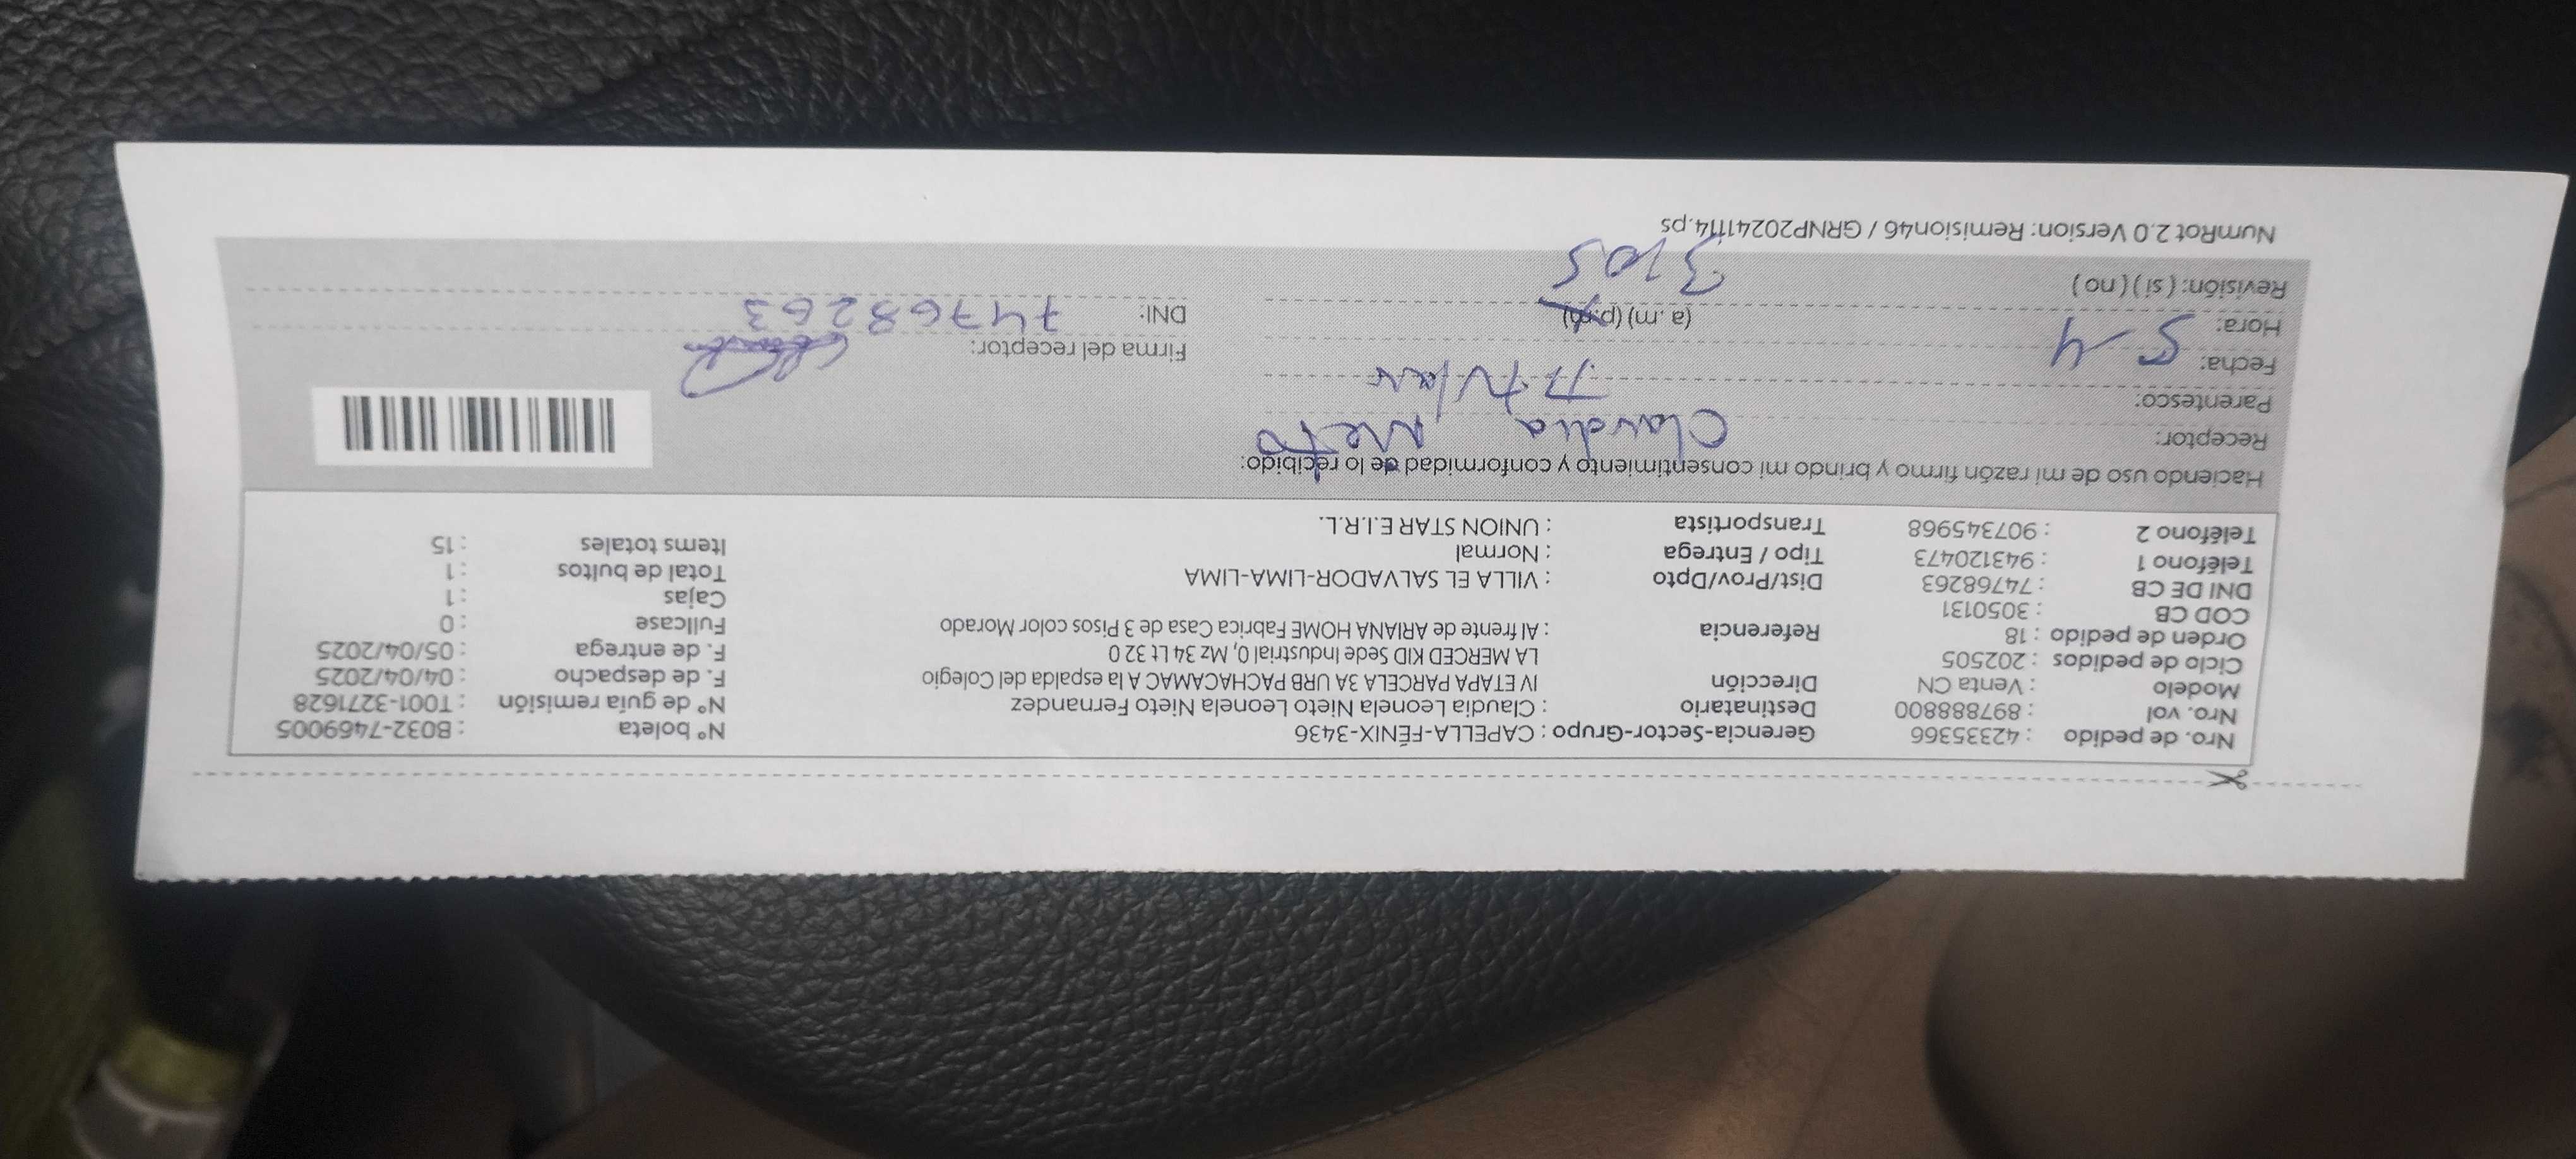 Nro. de pedido : 42335366 Gerencia-Sector-Grupo : CAPELLA-FÉNIX-3436 N° boleta : B032-7469005
Nro. vol : 897888800 Destinatario : Claudia Leonela Nieto Leonela Nieto Fernandez N° de guía remisión : T001-3271628
Modelo : Venta CN Dirección IV ETAPA PARCELA 3A URB PACHACAMAC A la espalda del Colegio F. de despacho : 04/04/2025
Ciclo de pedidos : 202505 LA MERCED KID Sede Industrial 0, Mz 34 Lt 32 0 F. de entrega : 05/04/2025
Orden de pedido : 18 Referencia : Al frente de ARIANA HOME Fabrica Casa de 3 Pisos color Morado Fullcase : 0
COD CB : 3050131 Cajas : 1
DNI DE CB : 74768263 Dist/Prov/Dpto : VILLA EL SALVADOR-LIMA-LIMA Total de bultos : 1
Teléfono 1 : 943120473 Tipo / Entrega : Normal Items totales : 15
Teléfono 2 : 907345968 Transportista : UNION STAR E.I.R.L.
Haciendo uso de mi razón firmo y brindo mi consentimiento y conformidad de lo recibido:
Receptor: Claudia Nieto
Parentesco: Titular
Fecha: 5-4 Firma del receptor:
Hora: 3:05 (a.m) (p.m) DNI: 74768263
Revisión: ( si ) ( no )
NumRot 2.0 Version: Remision46 / GRNP20241114.ps